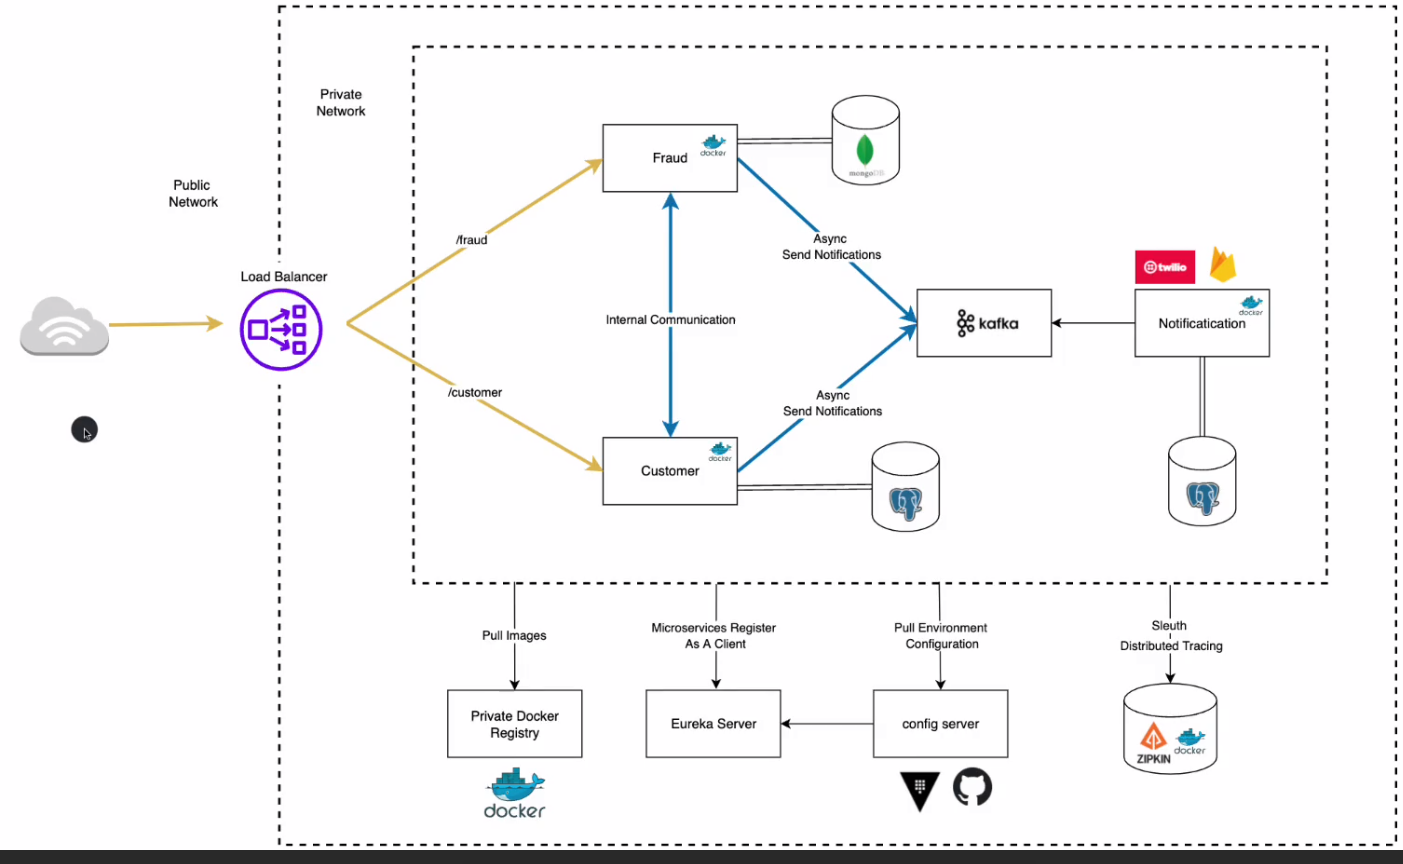 Private
Network
Public
Network
Load Balancer
/fraud
/customer
Fraud
docker
mongoDB
Async
Send Notifications
Internal Communication
kafka
twilio
docker
Notificatication
Async
Send Notifications
Customer
docker
Pull Images
Microservices Register
As A Client
Pull Environment
Configuration
Sleuth
Distributed Tracing
Private Docker
Registry
Eureka Server
config server
ZIPKIN
docker
docker